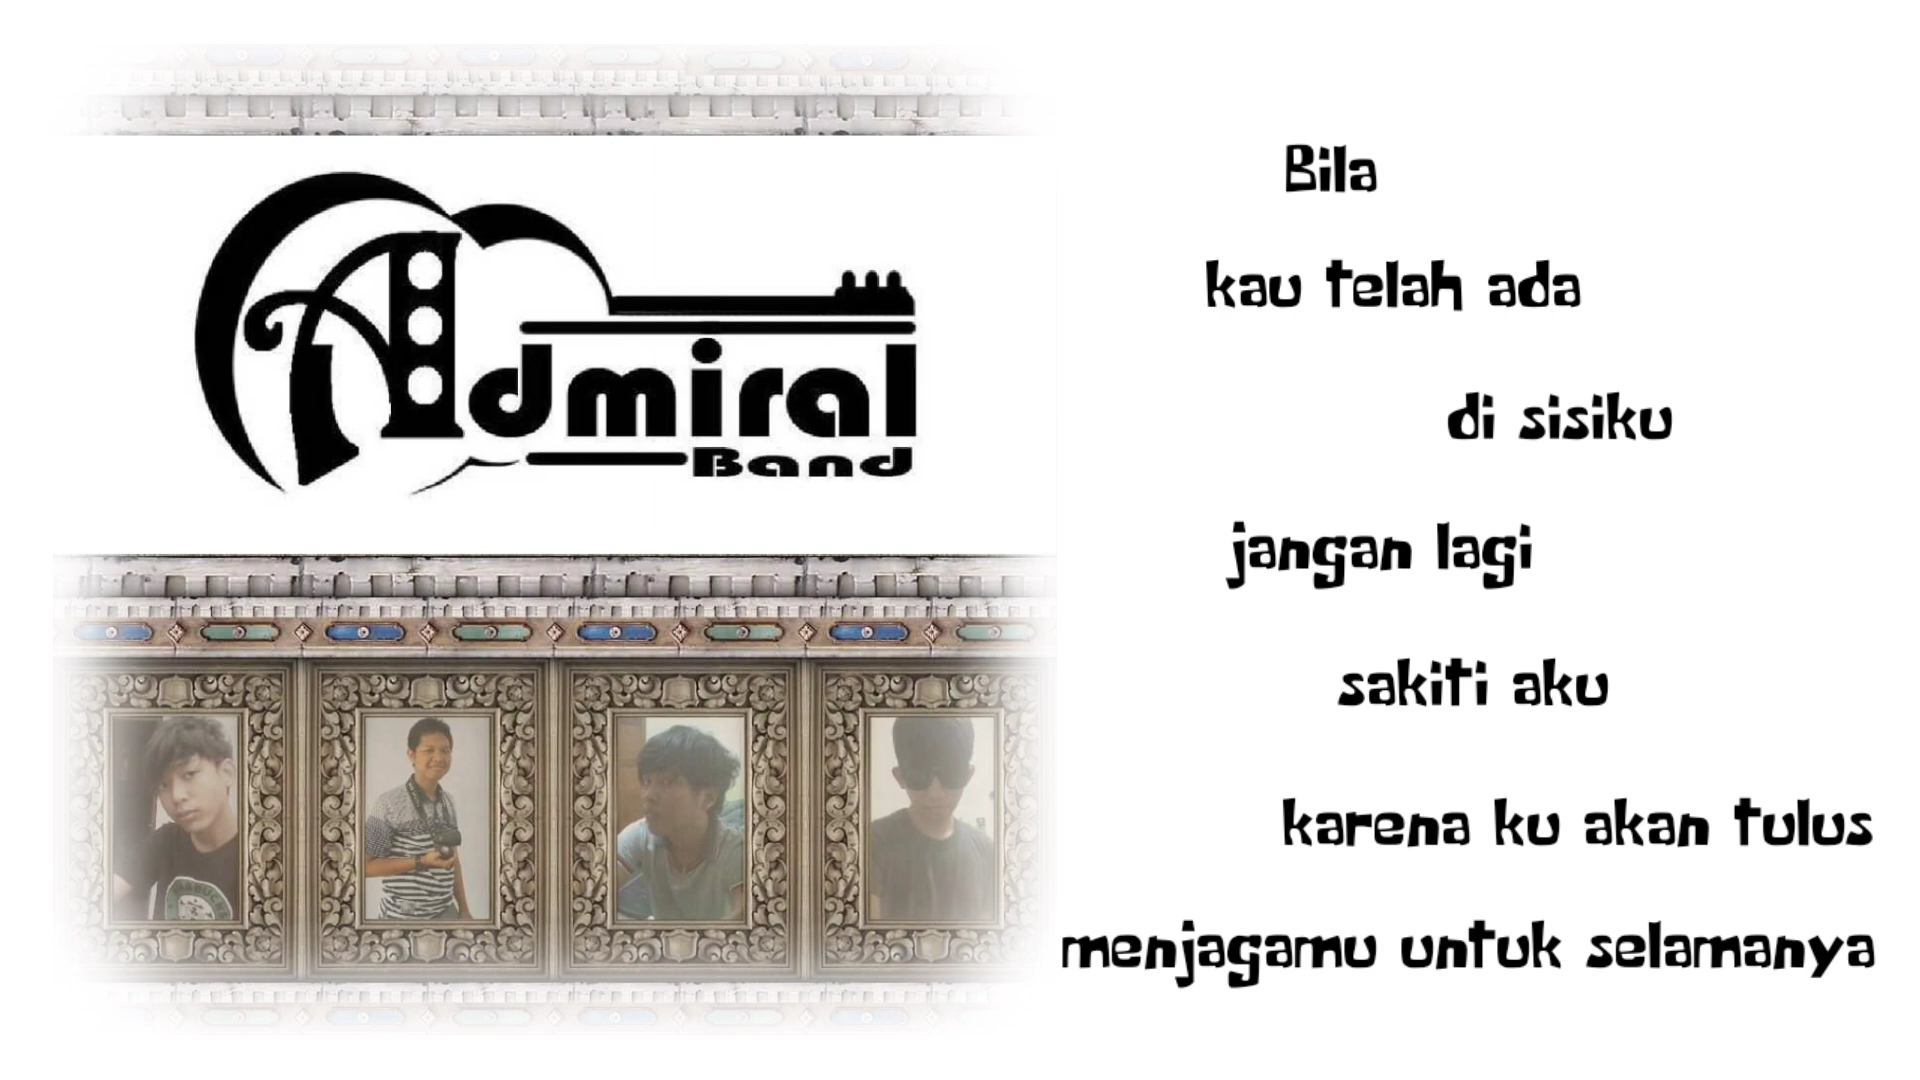 Admiral
Band
Bila
kau telah ada
di sisiku
jangan lagi
sakiti aku
karena ku akan tulus
menjagamu untuk selamanya